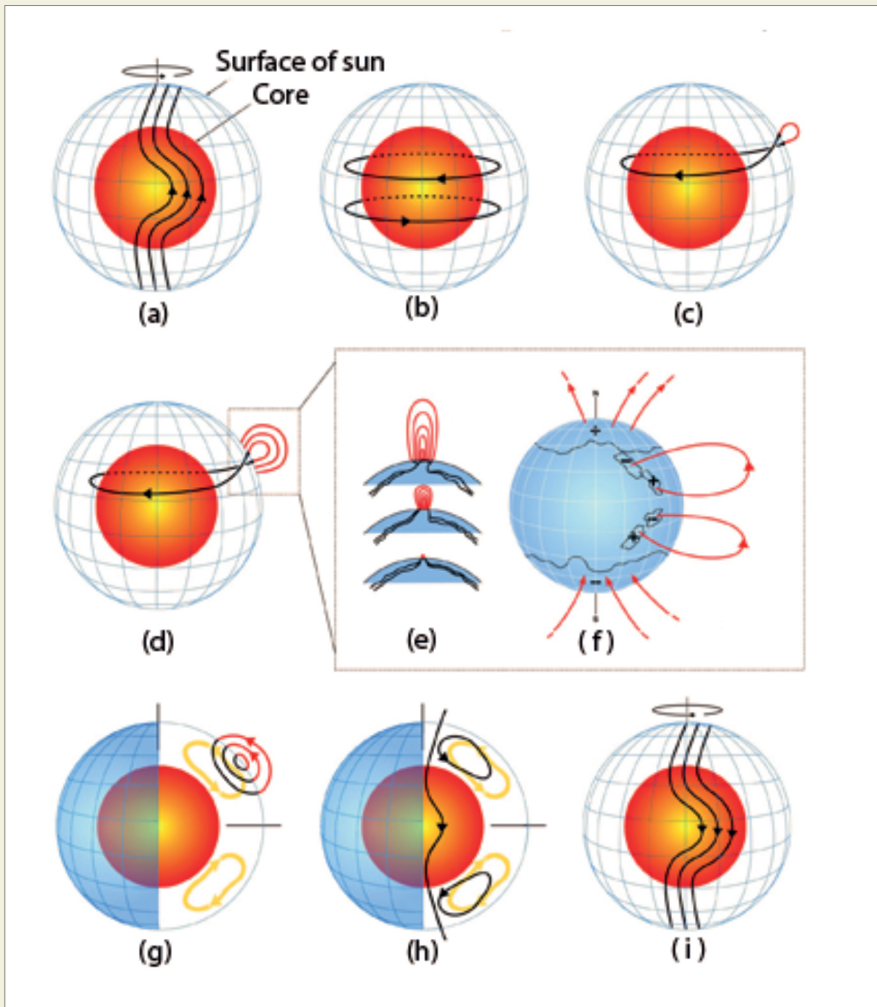 Surface of sun
Core
(a)
(b)
(c)
(d)
(e)
N
+
−
+
−
+
--
S
(f)
(g)
(h)
(i)